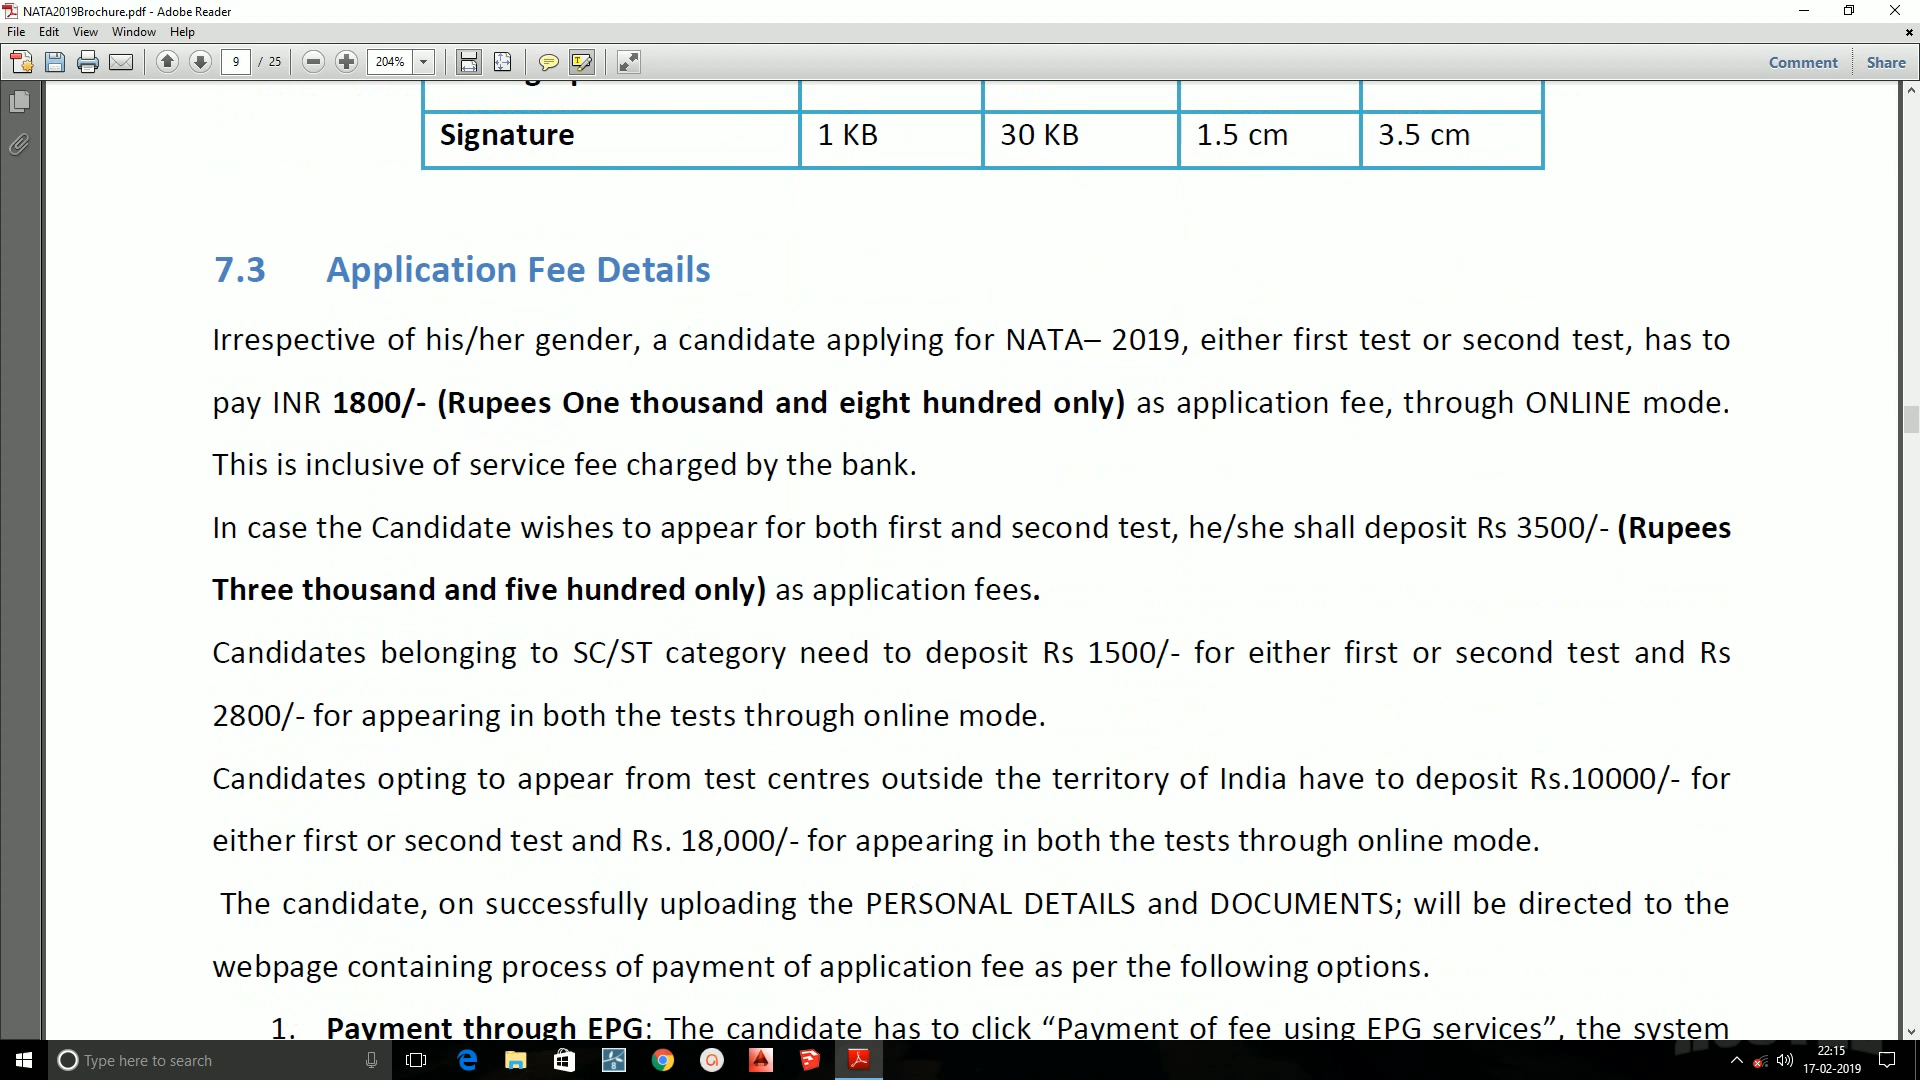 NATA2019Brochure.pdf - Adobe Reader
File Edit View Window Help
9 / 25 204% Comment Share
Signature 1 KB 30 KB 1.5 cm 3.5 cm
7.3 Application Fee Details
Irrespective of his/her gender, a candidate applying for NATA– 2019, either first test or second test, has to
pay INR 1800/- (Rupees One thousand and eight hundred only) as application fee, through ONLINE mode.
This is inclusive of service fee charged by the bank.
In case the Candidate wishes to appear for both first and second test, he/she shall deposit Rs 3500/- (Rupees
Three thousand and five hundred only) as application fees.
Candidates belonging to SC/ST category need to deposit Rs 1500/- for either first or second test and Rs
2800/- for appearing in both the tests through online mode.
Candidates opting to appear from test centres outside the territory of India have to deposit Rs.10000/- for
either first or second test and Rs. 18,000/- for appearing in both the tests through online mode.
The candidate, on successfully uploading the PERSONAL DETAILS and DOCUMENTS; will be directed to the
webpage containing process of payment of application fee as per the following options.
1. Payment through EPG: The candidate has to click “Payment of fee using EPG services”, the system
Type here to search
22:15
17-02-2019